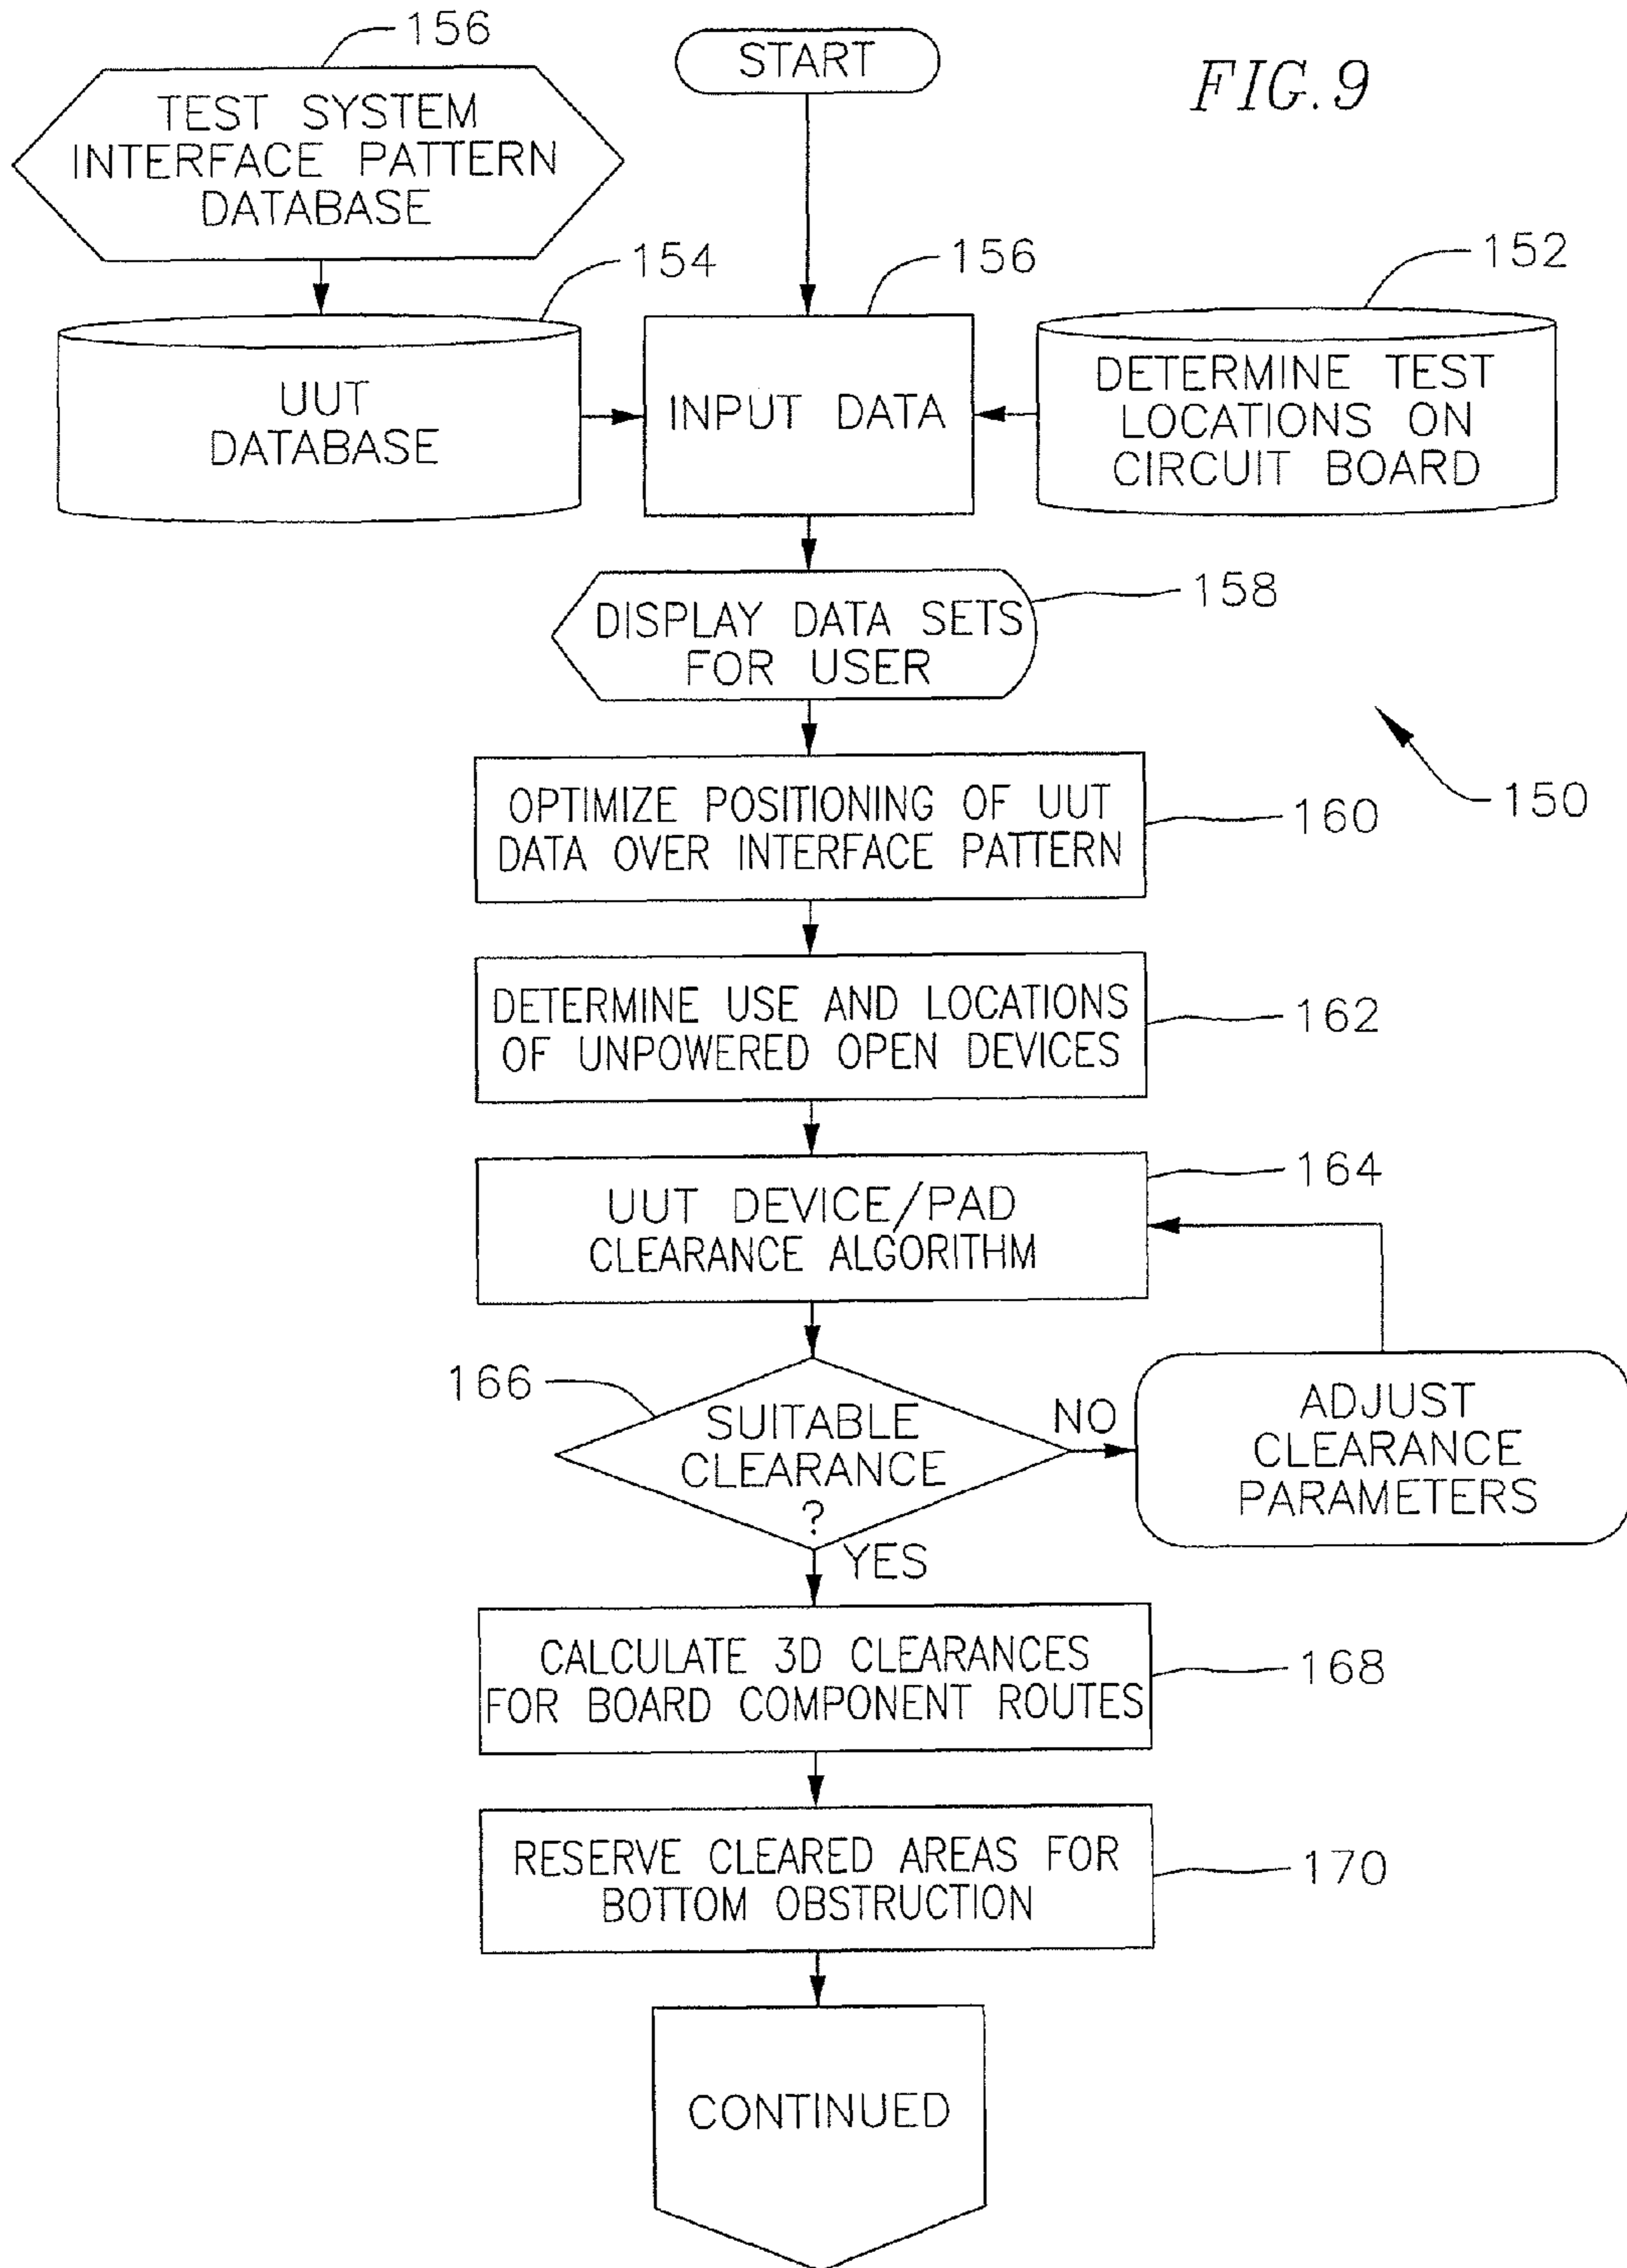 156
START
FIG. 9
TEST SYSTEM
INTERFACE PATTERN
DATABASE
154
156
152
UUT
DATABASE
INPUT DATA
DETERMINE TEST
LOCATIONS ON
CIRCUIT BOARD
DISPLAY DATA SETS
FOR USER
158
150
OPTIMIZE POSITIONING OF UUT
DATA OVER INTERFACE PATTERN
160
DETERMINE USE AND LOCATIONS
OF UNPOWERED OPEN DEVICES
162
UUT DEVICE/PAD
CLEARANCE ALGORITHM
164
166
SUITABLE
CLEARANCE
?
NO
ADJUST
CLEARANCE
PARAMETERS
YES
CALCULATE 3D CLEARANCES
FOR BOARD COMPONENT ROUTES
168
RESERVE CLEARED AREAS FOR
BOTTOM OBSTRUCTION
170
CONTINUED